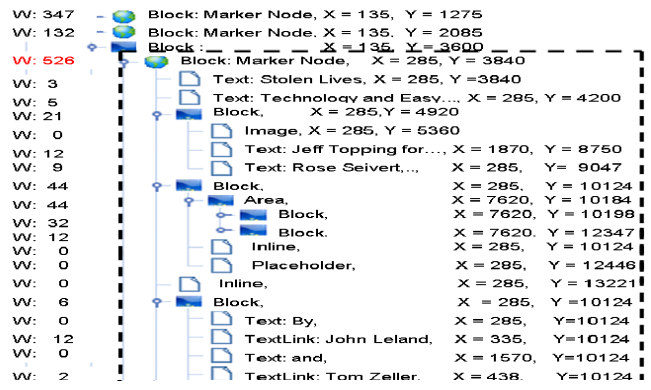 W: 347 Block: Marker Node, X = 135, Y = 1275
W: 132 Block: Marker Node. X = 135. Y = 2085
Block : X = 135 Y = 3600
W: 526 Block: Marker Node, X = 285, Y = 3840
Text: Stolen Lives, X = 285, Y =3840
W: 3 Text: Technology and Easy..., X = 285, Y = 4200
W: 5
W: 21 Block, X = 285,Y = 4920
W: 0 Image, X = 285, Y = 5360
W: 12 Text: Jeff Topping for..., X = 1870, Y = 8750
W: 9 Text: Rose Seivert,.., X = 285, Y= 9047
W: 44 Block, X = 285, Y = 10124
W: 44 Area, X = 7620, Y = 10184
W: 32 Block, X = 7620, Y = 10198
W: 12 Block. X = 7620. Y = 12347
W: 0 Inline, X = 285, Y = 10124
W: 0 Placeholder, X = 285, Y = 12446
W: 0 Inline, X = 285, Y = 13221
W: 6 Block, X = 285, Y =10124
W: 0 Text: By, X = 285, Y=10124
W: 12 TextLink: John Leland, X = 335, Y=10124
W: 0 Text: and, X = 1570, Y=10124
W: 2 TextLink: Tom Zeller. X = 438. Y=10124